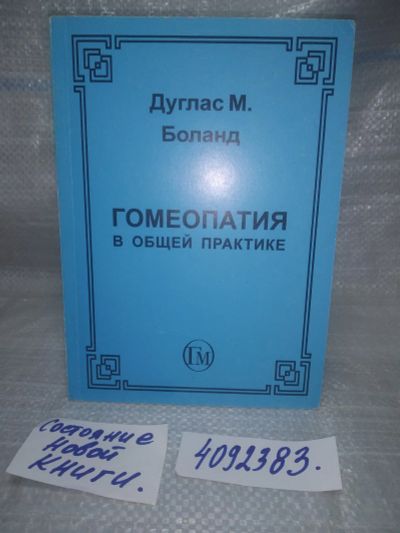 Дуглас М.
Боланд
ГОМЕОПАТИЯ
В ОБЩЕЙ ПРАКТИКЕ
ГМ
Состояние
новой
книги.
4092383.